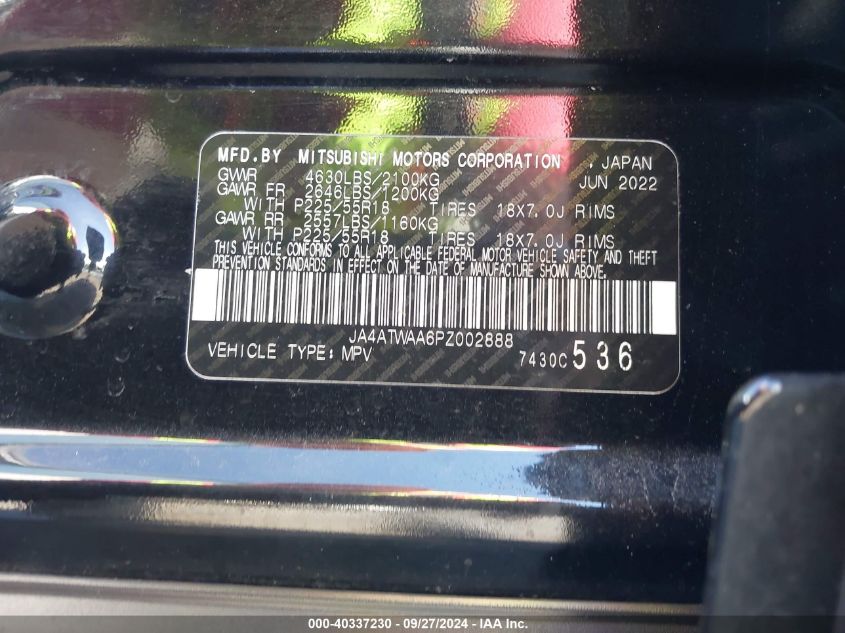 MFD.BY MITSUBISHI MOTORS CORPORATION , JAPAN
GVWR 4630LBS/2100KG JUN 2022
GAWR FR 2646LBS/1200KG
WITH P225/55R18 TIRES 18X7.0J RIMS
GAWR RR 2557LBS/1160KG
WITH P225/55R18 TIRES 18X7.0J RIMS
THIS VEHICLE CONFORMS TO ALL APPLICABLE FEDERAL MOTOR VEHICLE SAFETY AND THEFT
PREVENTION STANDARDS IN EFFECT ON THE DATE OF MANUFACTURE SHOWN ABOVE.
JA4ATWAA6PZ002888
VEHICLE TYPE: MPV 7430C 536
000-40337230 - 09/27/2024 - IAA Inc.